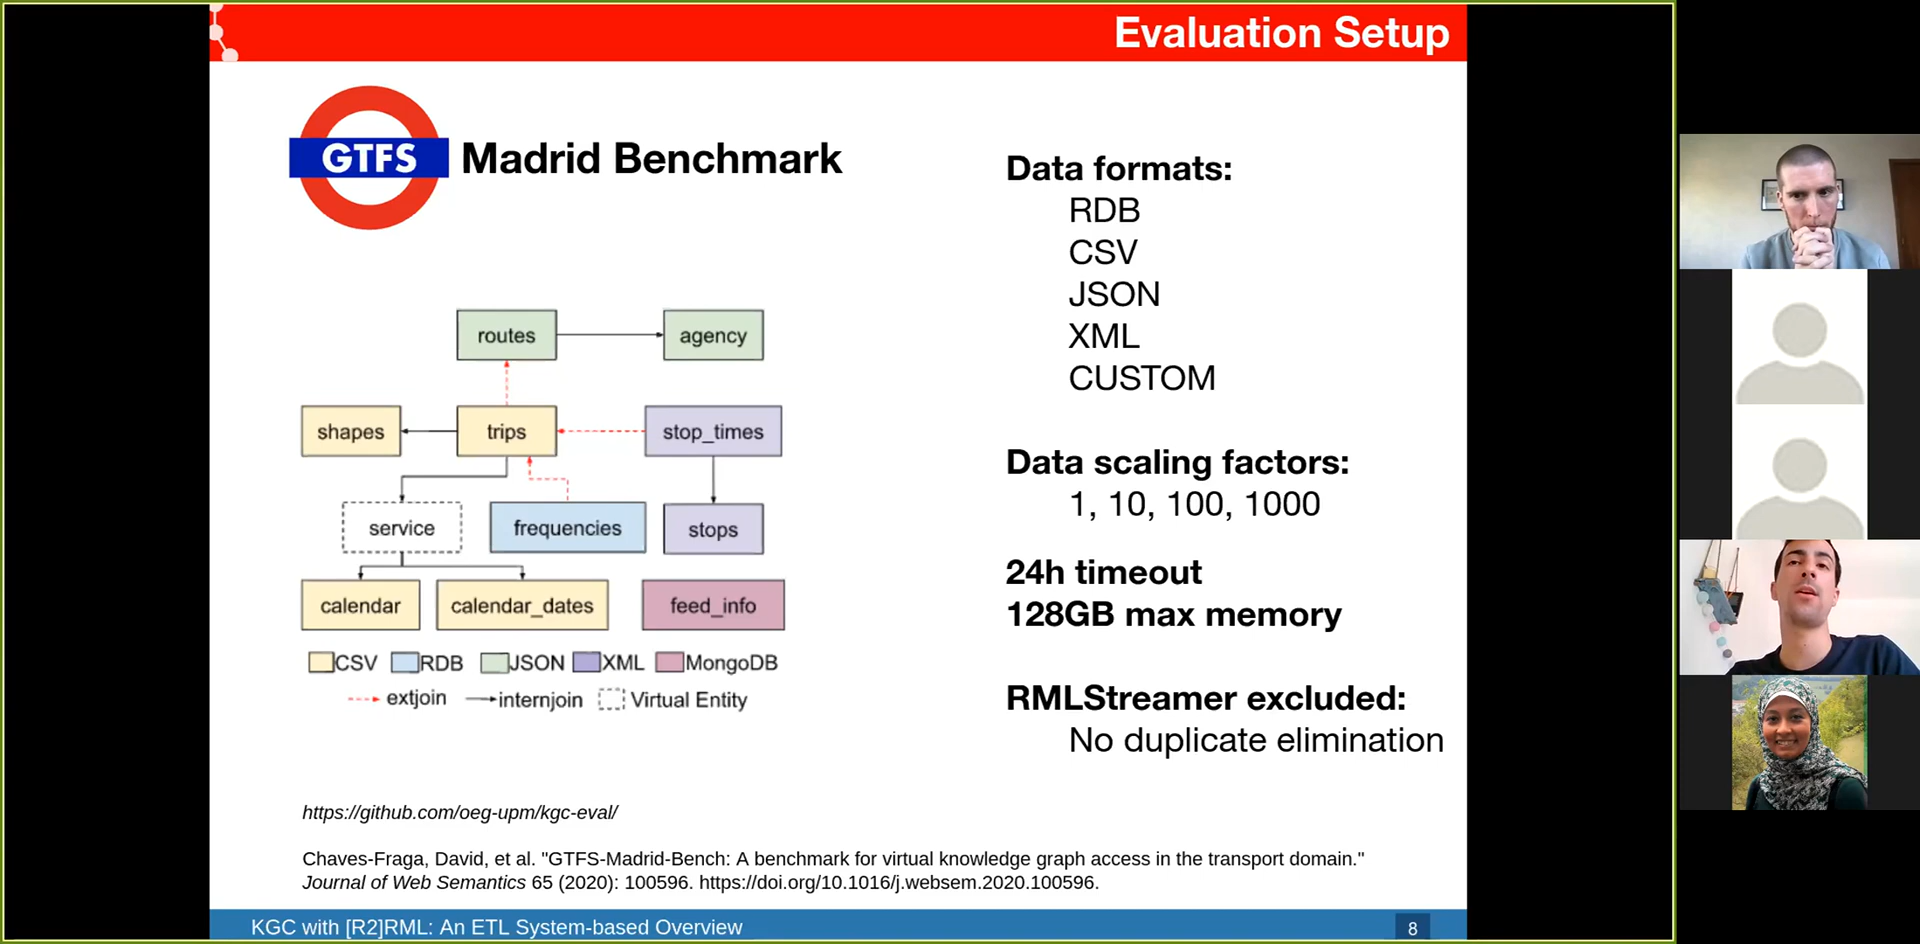 Evaluation Setup
GTFS Madrid Benchmark
Data formats:
RDB
CSV
JSON
XML
CUSTOM
Data scaling factors:
1, 10, 100, 1000
24h timeout
128GB max memory
RMLStreamer excluded:
No duplicate elimination
routes agency
shapes trips stop_times
service frequencies stops
calendar calendar_dates feed_info
CSV RDB JSON XML MongoDB
extjoin internjoin Virtual Entity
https://github.com/oeg-upm/kgc-eval/
Chaves-Fraga, David, et al. "GTFS-Madrid-Bench: A benchmark for virtual knowledge graph access in the transport domain."
Journal of Web Semantics 65 (2020): 100596. https://doi.org/10.1016/j.websem.2020.100596.
KGC with [R2]RML: An ETL System-based Overview
8